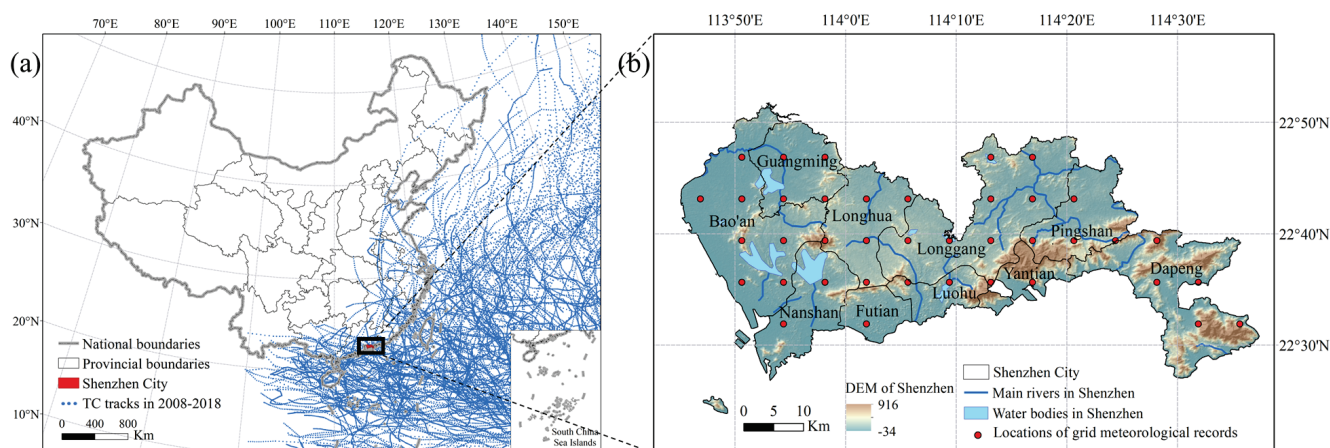 70°E 80°E 90°E 100°E 110°E 120°E 130°E 140°E 150°E
(a)
40°N
30°N
20°N
10°N
National boundaries
Provincial boundaries
Shenzhen City
TC tracks in 2008-2018
0 400 800
Km
South China
Sea Islands
113°50'E 114°0'E 114°10'E 114°20'E 114°30'E
(b)
22°50'N
22°40'N
22°30'N
Guangming
Bao'an
Longhua
Longgang
Pingshan
Yantian
Dapeng
Luohu
Nanshan
Futian
0 5 10
Km
DEM of Shenzhen
916
-34
Shenzhen City
Main rivers in Shenzhen
Water bodies in Shenzhen
Locations of grid meteorological records